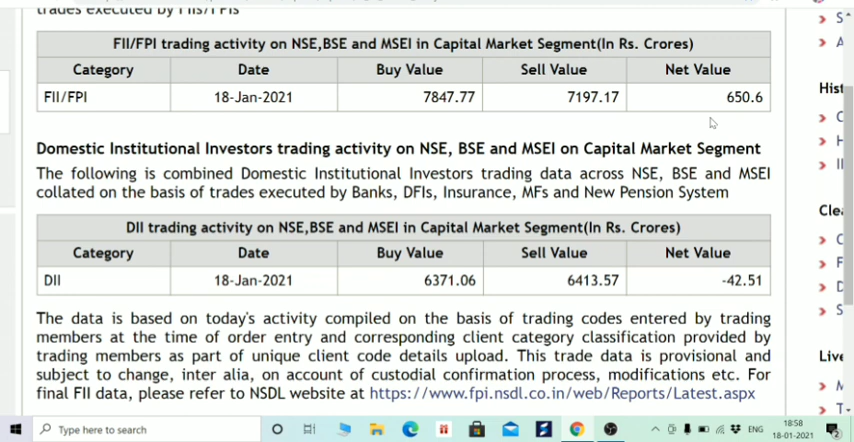 trades executed by FIIs/FPIs
FII/FPI trading activity on NSE,BSE and MSEI in Capital Market Segment(In Rs. Crores)
Category Date Buy Value Sell Value Net Value
FII/FPI 18-Jan-2021 7847.77 7197.17 650.6
Domestic Institutional Investors trading activity on NSE, BSE and MSEI on Capital Market Segment
The following is combined Domestic Institutional Investors trading data across NSE, BSE and MSEI
collated on the basis of trades executed by Banks, DFIs, Insurance, MFs and New Pension System
DII trading activity on NSE,BSE and MSEI in Capital Market Segment(In Rs. Crores)
Category Date Buy Value Sell Value Net Value
DII 18-Jan-2021 6371.06 6413.57 -42.51
The data is based on today's activity compiled on the basis of trading codes entered by trading
members at the time of order entry and corresponding client category classification provided by
trading members as part of unique client code details upload. This trade data is provisional and
subject to change, inter alia, on account of custodial confirmation process, modifications etc. For
final FII data, please refer to NSDL website at https://www.fpi.nsdl.co.in/web/Reports/Latest.aspx
Hist
Live
Type here to search
ENG
18:58
18-01-2021